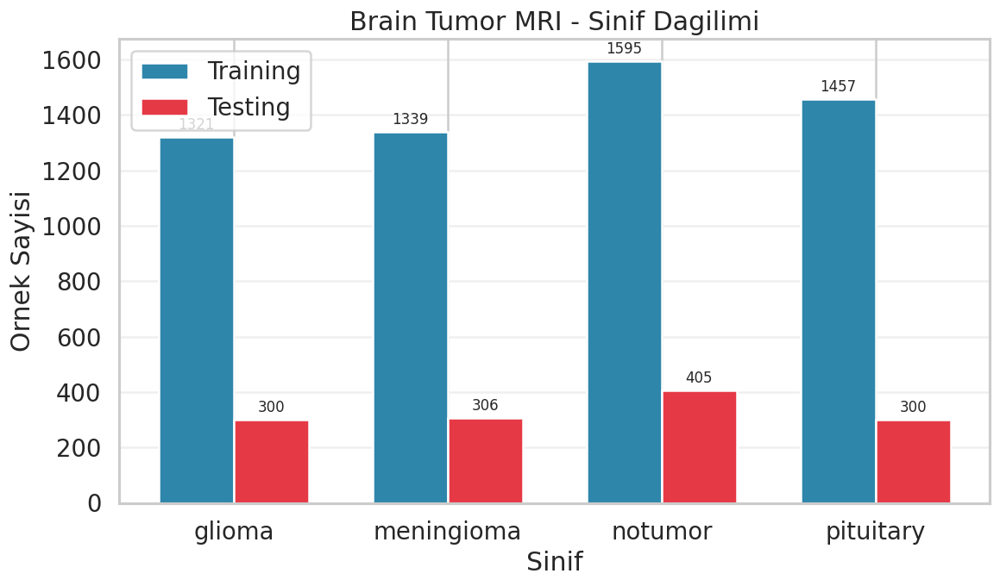 Brain Tumor MRI - Sinif Dagilimi
Training
Testing
1600
1400
1200
1000
800
600
400
200
0
Ornek Sayisi
1321
300
1339
306
1595
405
1457
300
glioma
meningioma
notumor
pituitary
Sinif